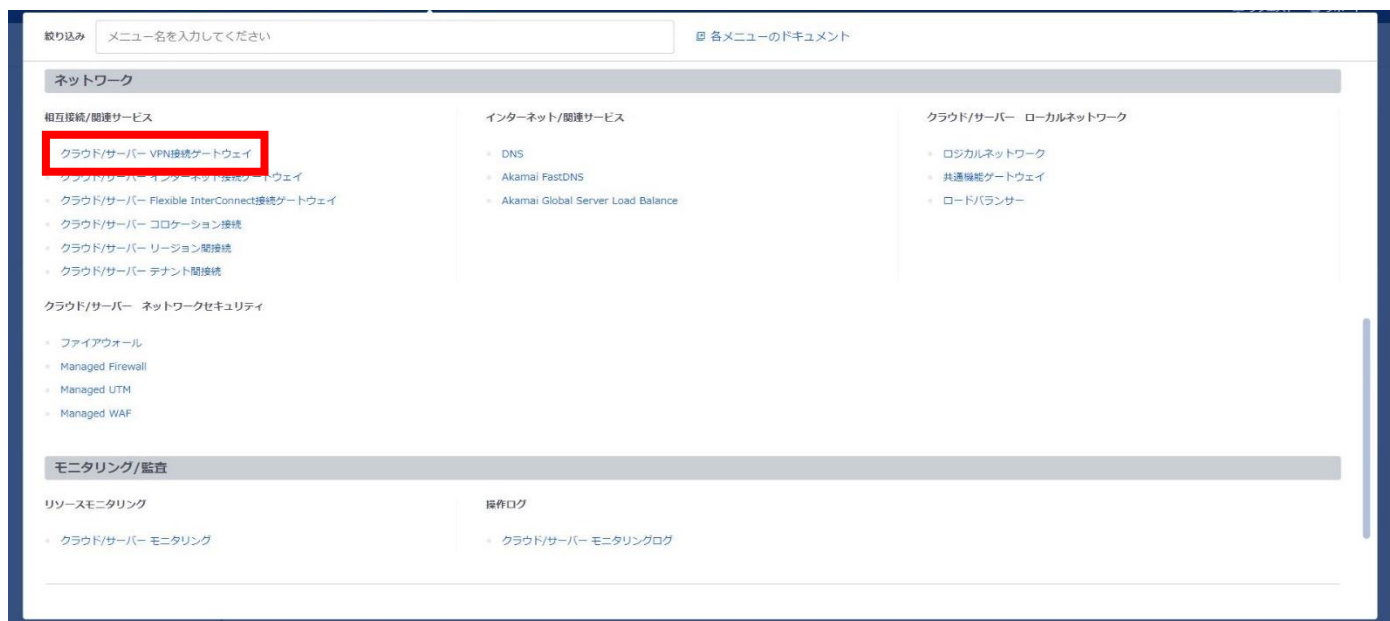 絞り込み メニュー名を入力してください 各メニューのドキュメント
ネットワーク
相互接続/関連サービス
クラウド/サーバー VPN接続ゲートウェイ
クラウド/サーバー インターネット接続ゲートウェイ
クラウド/サーバー Flexible InterConnect接続ゲートウェイ
クラウド/サーバー コロケーション接続
クラウド/サーバー リージョン間接続
クラウド/サーバー テナント間接続
インターネット/関連サービス
DNS
Akamai FastDNS
Akamai Global Server Load Balance
クラウド/サーバー ローカルネットワーク
ロジカルネットワーク
共通機能ゲートウェイ
ロードバランサー
クラウド/サーバー ネットワークセキュリティ
ファイアウォール
Managed Firewall
Managed UTM
Managed WAF
モニタリング/監査
リソースモニタリング
クラウド/サーバー モニタリング
操作ログ
クラウド/サーバー モニタリングログ